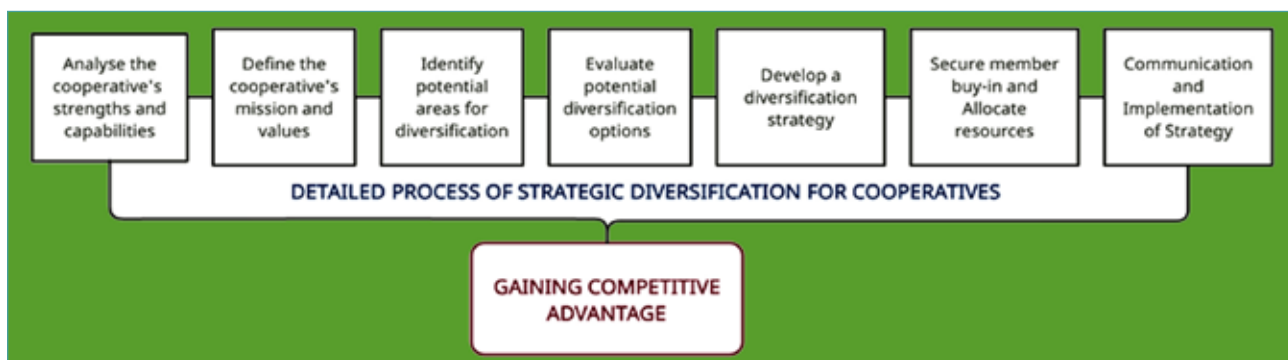 Analyse the
cooperative's
strengths and
capabilities
Define the
cooperative's
mission and
values
Identify
potential
areas for
diversification
Evaluate
potential
diversification
options
Develop a
diversification
strategy
Secure member
buy-in and
Allocate
resources
Communication
and
Implementation
of Strategy
DETAILED PROCESS OF STRATEGIC DIVERSIFICATION FOR COOPERATIVES
GAINING COMPETITIVE
ADVANTAGE